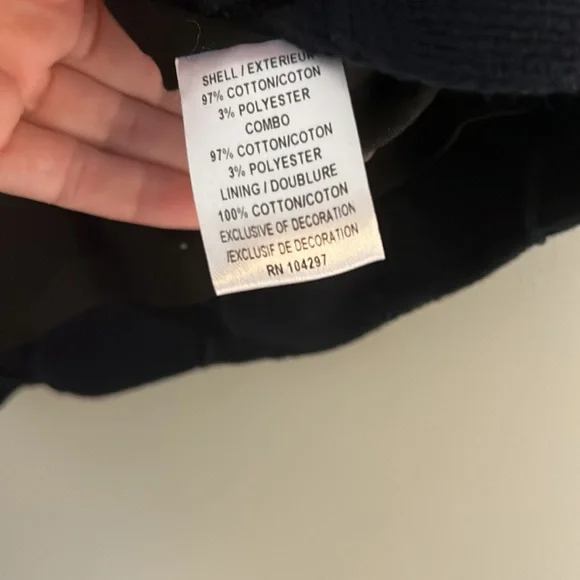 SHELL / EXTERIEUR
97% COTTON/COTON
3% POLYESTER
COMBO
97% COTTON/COTON
3% POLYESTER
LINING / DOUBLURE
100% COTTON/COTON
EXCLUSIVE OF DECORATION
/EXCLUSIF DE DECORATION
RN 104297